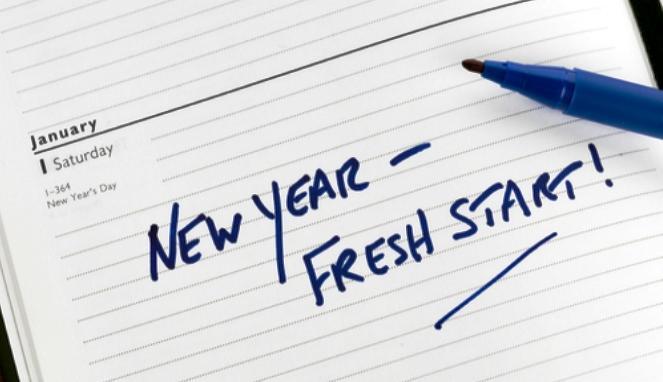 January
1 Saturday
1-364
New Year's Day
NEW YEAR -
FRESH START!